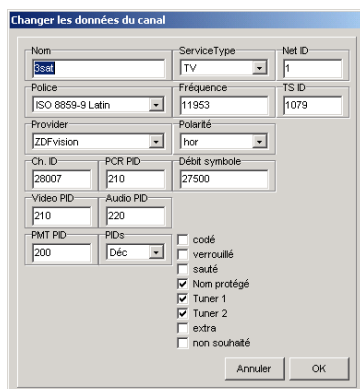 Changer les données du canal
Nom ServiceType Net ID
3sat TV 1
Police Fréquence TS ID
ISO 8859-9 Latin 11953 1079
Provider Polarité
ZDFvision hor
Ch. ID PCR PID Débit symbole
28007 210 27500
Video PID Audio PID
210 220
PMT PID PIDs
200 Déc
codé
verrouillé
sauté
Nom protégé
Tuner 1
Tuner 2
extra
non souhaité
Annuler OK